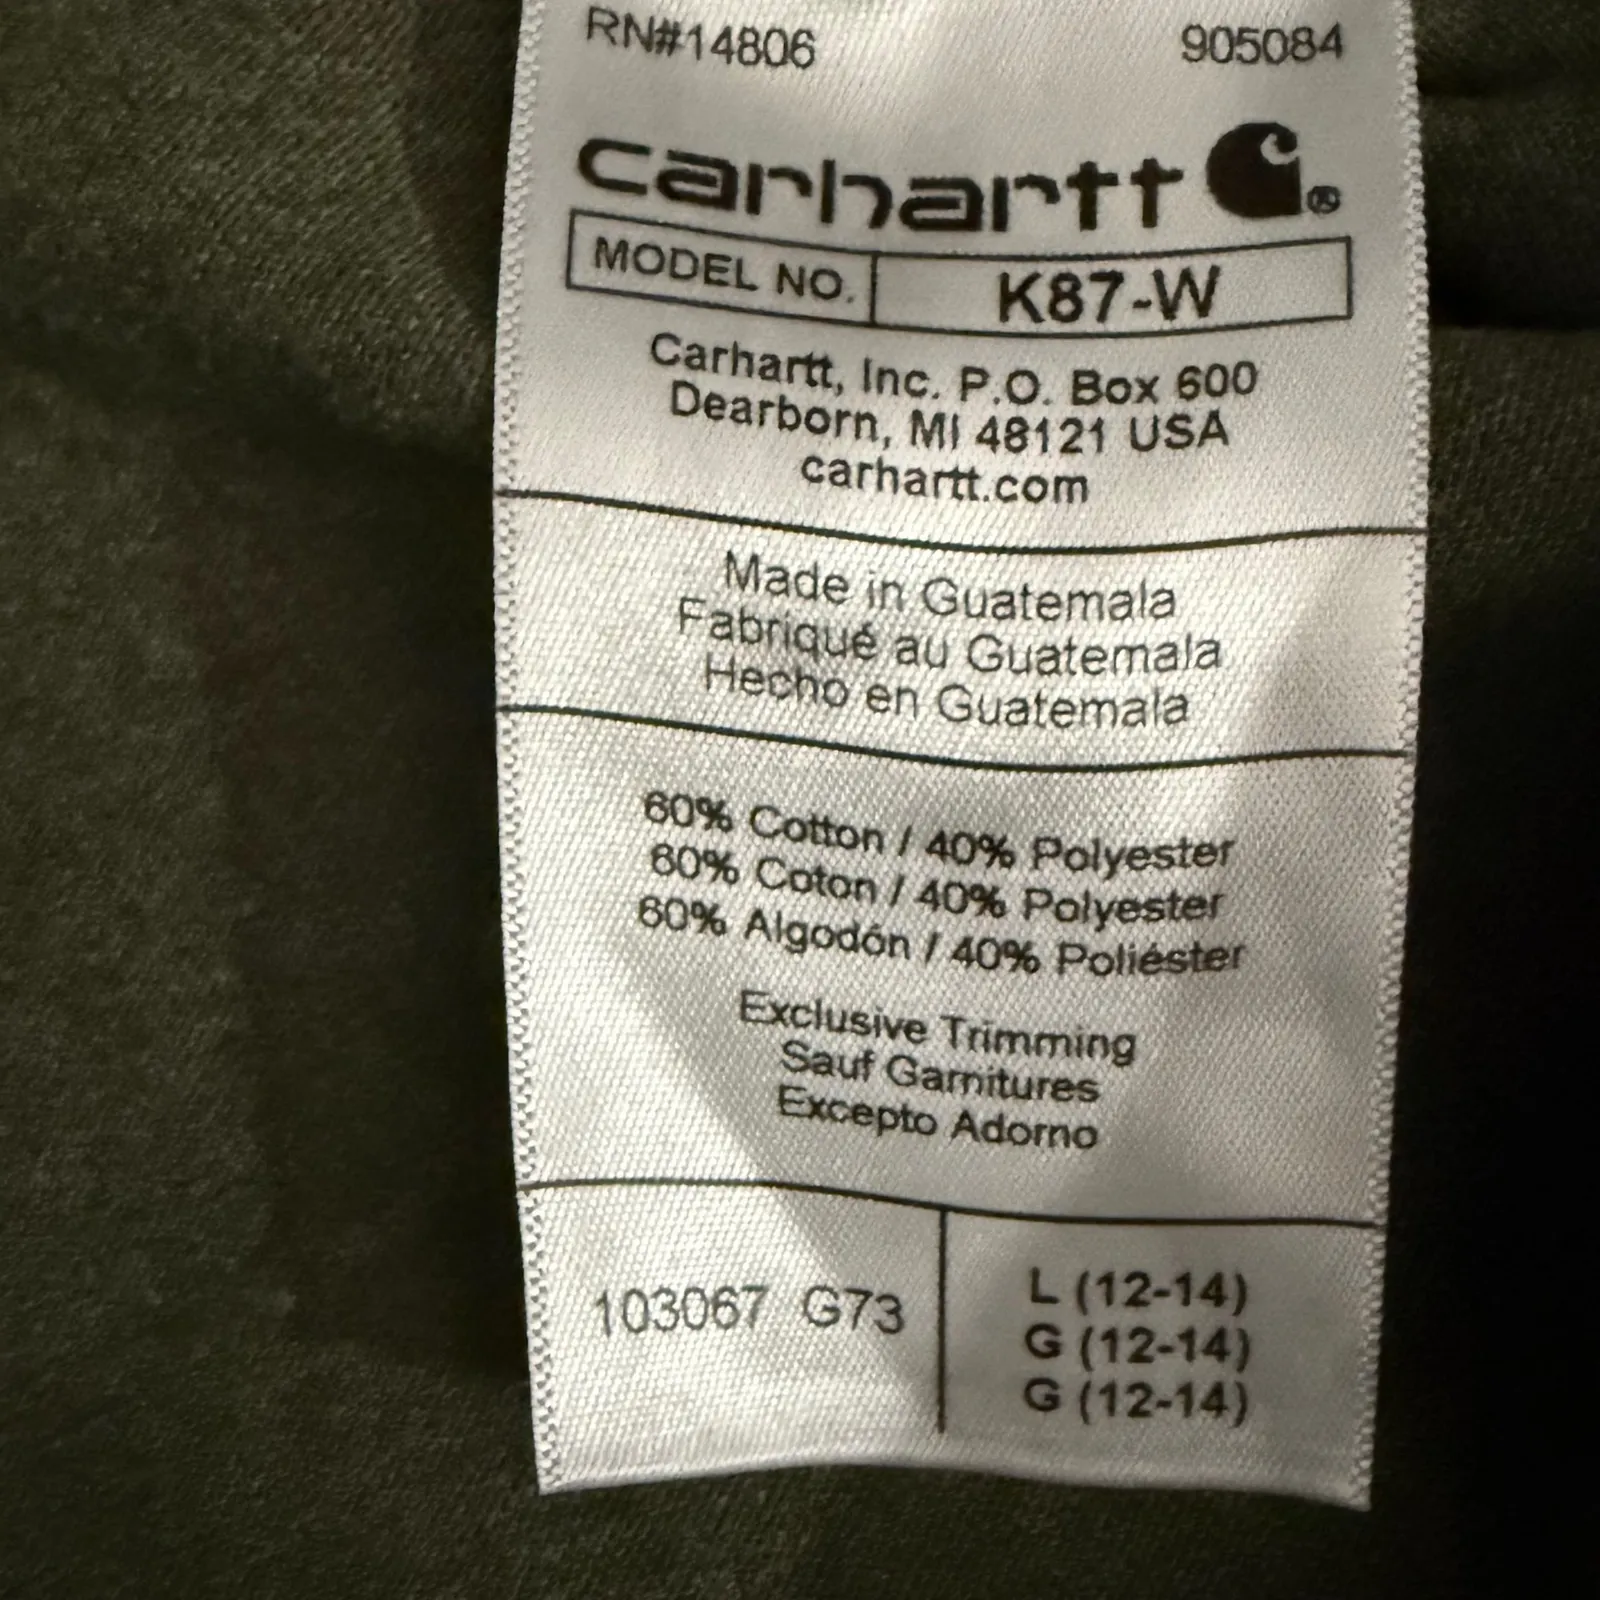 RN#14806 905084
carhartt ®
MODEL NO. K87-W
Carhartt, Inc. P.O. Box 600
Dearborn, MI 48121 USA
carhartt.com
Made in Guatemala
Fabriqué au Guatemala
Hecho en Guatemala
60% Cotton / 40% Polyester
60% Coton / 40% Polyester
60% Algodón / 40% Poliéster
Exclusive Trimming
Sauf Garnitures
Excepto Adorno
103067 G73
L (12-14)
G (12-14)
G (12-14)